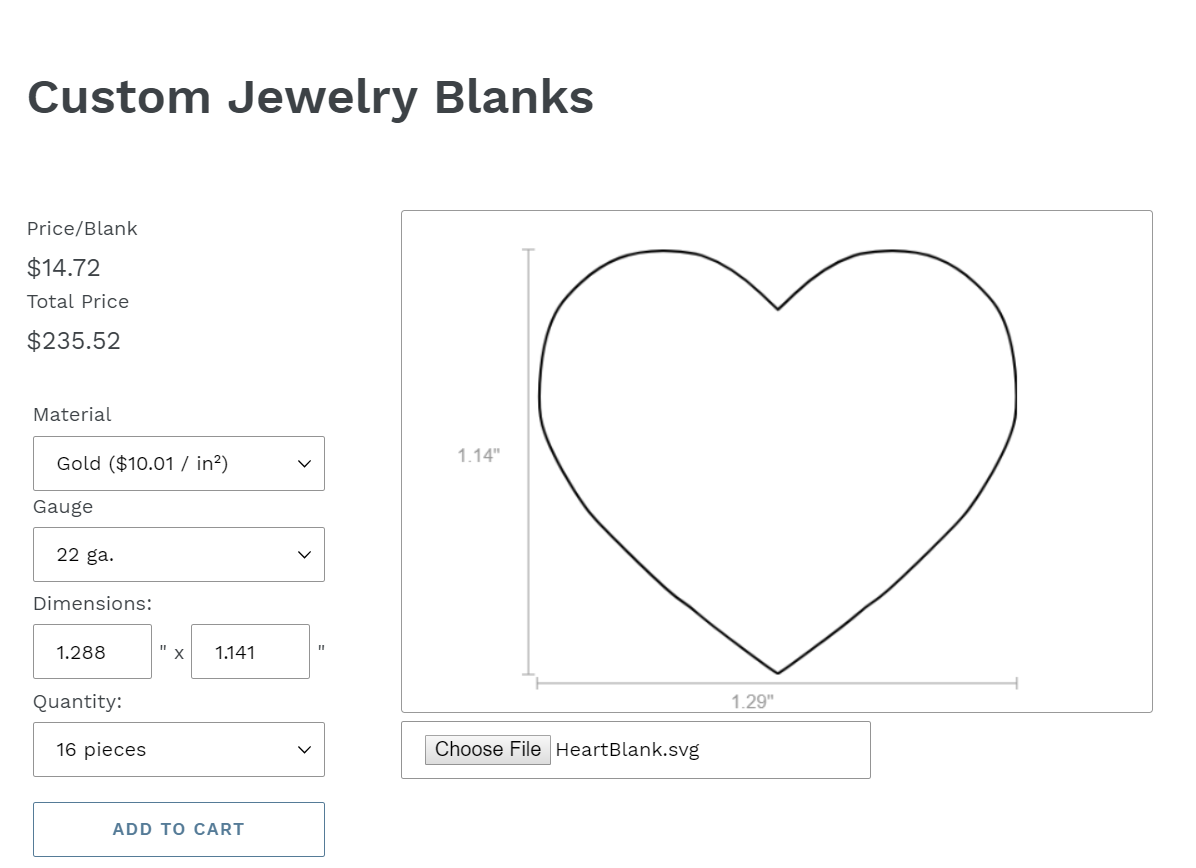 Custom Jewelry Blanks
Price/Blank
$14.72
Total Price
$235.52
Material
Gold ($10.01 / in²)
Gauge
22 ga.
Dimensions:
1.288 " x 1.141 "
Quantity:
16 pieces
ADD TO CART
1.14"
1.29"
Choose File HeartBlank.svg